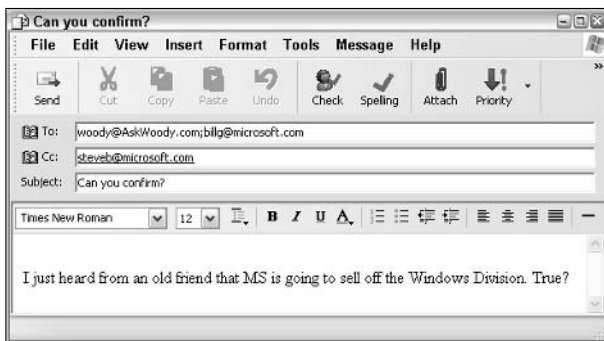 Can you confirm?
File Edit View Insert Format Tools Message Help
Send Cut Copy Paste Undo Check Spelling Attach Priority »
To: woody@AskWoody.com;billg@microsoft.com
Cc: steveb@microsoft.com
Subject: Can you confirm?
Times New Roman 12 B I U A
I just heard from an old friend that MS is going to sell off the Windows Division. True?